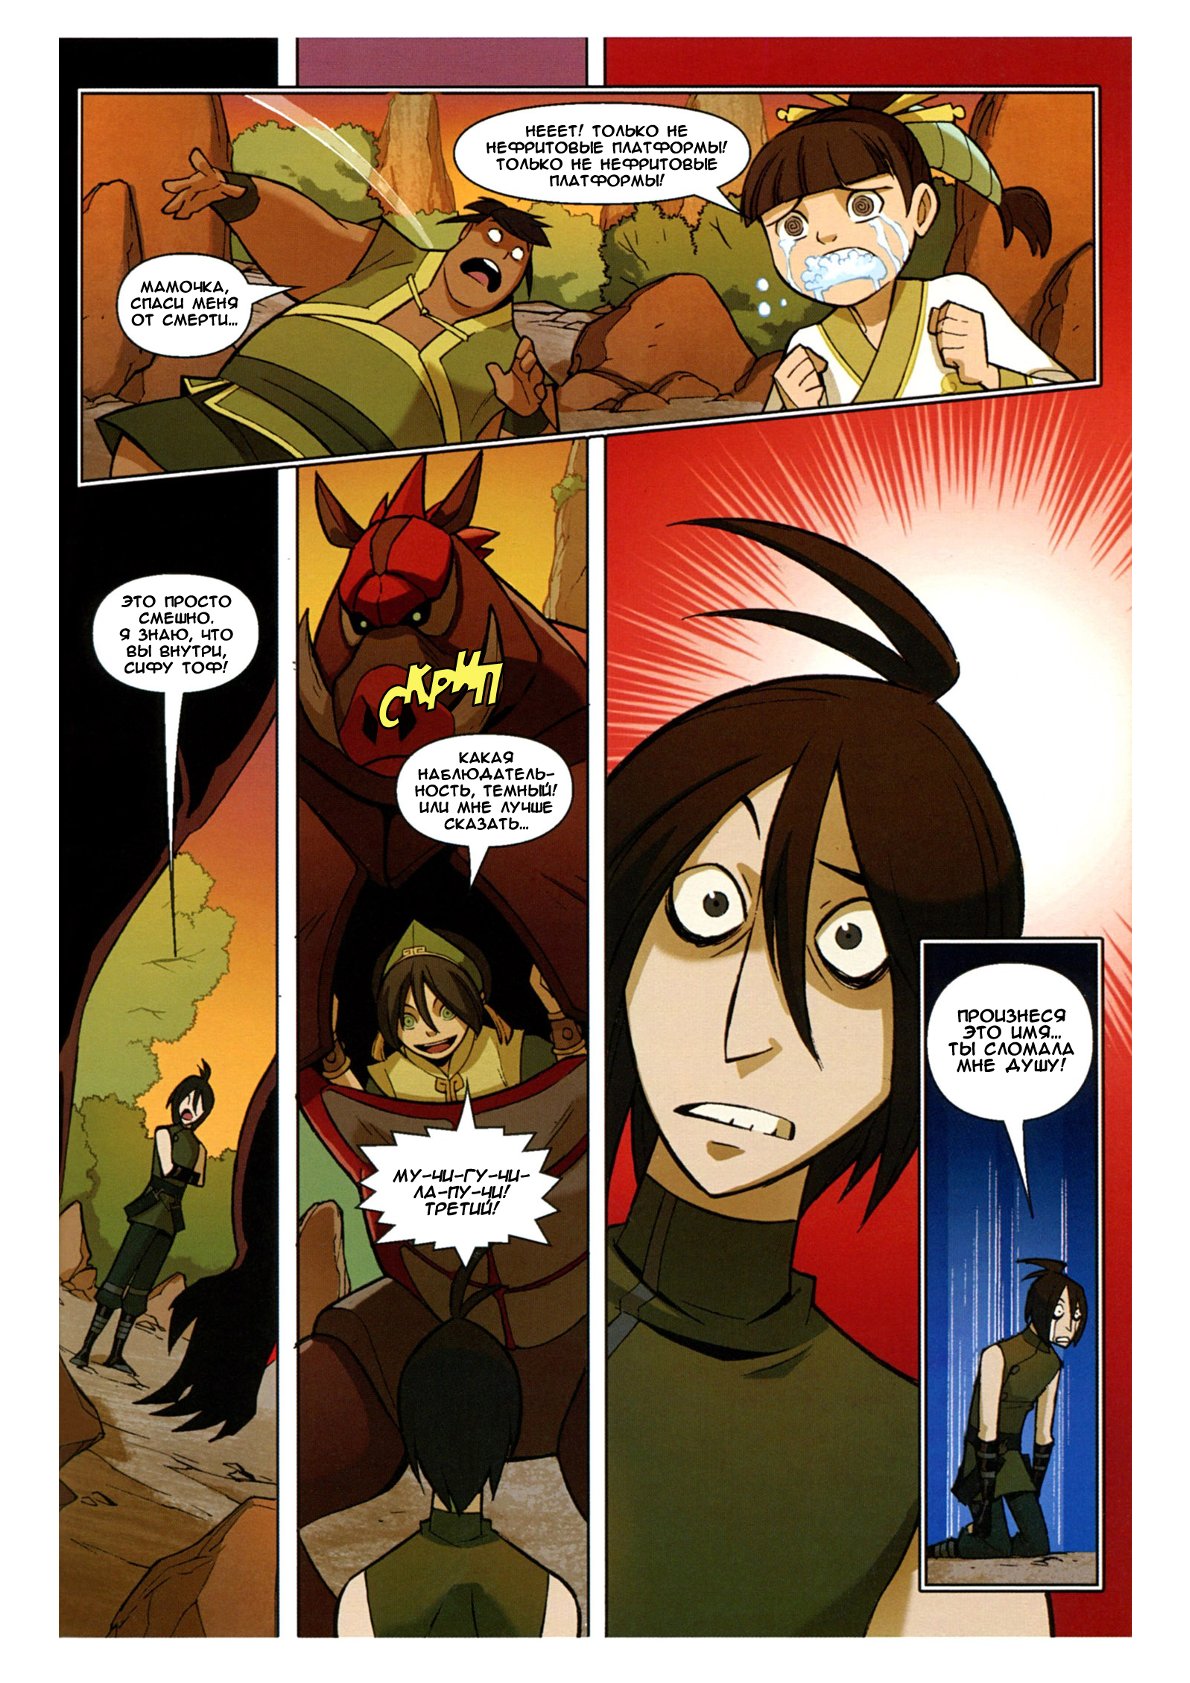 НЕЕЕТ! ТОЛЬКО НЕ
НЕФРИТОВЫЕ ПЛАТФОРМЫ!
ТОЛЬКО НЕ НЕФРИТОВЫЕ
ПЛАТФОРМЫ!
МАМОЧКА,
СПАСИ МЕНЯ
ОТ СМЕРТИ...
ЭТО ПРОСТО
СМЕШНО.
Я ЗНАЮ, ЧТО
ВЫ ВНУТРИ,
СИФУ ТОФ!
СКРИП
КАКАЯ
НАБЛЮДАТЕЛЬ-
НОСТЬ, ТЕМНЫЙ!
ИЛИ МНЕ ЛУЧШЕ
СКАЗАТЬ...
МУ-ЧИ-ГУ-ЧИ-
ЛА-ПУ-ЧИ!
ТРЕТИЙ!
ПРОИЗНЕСЯ
ЭТО ИМЯ...
ТЫ СЛОМАЛА
МНЕ ДУШУ!